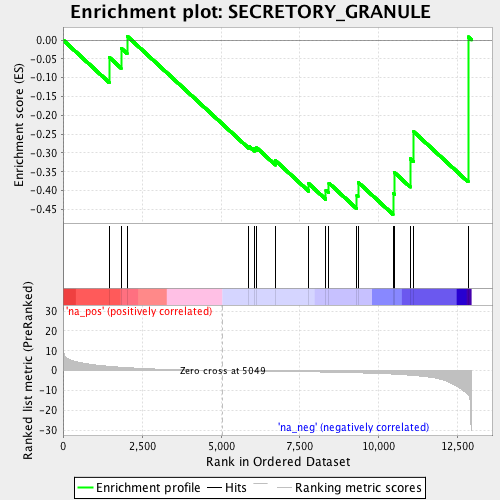 Enrichment plot: SECRETORY_GRANULE
Enrichment score (ES)
0.00
-0.05
-0.10
-0.15
-0.20
-0.25
-0.30
-0.35
-0.40
-0.45
'na_pos' (positively correlated)
Ranked list metric (PreRanked)
30
20
10
0
-10
-20
-30
Zero cross at 5049
'na_neg' (negatively correlated)
0
2,500
5,000
7,500
10,000
12,500
Rank in Ordered Dataset
Enrichment profile
Hits
Ranking metric scores